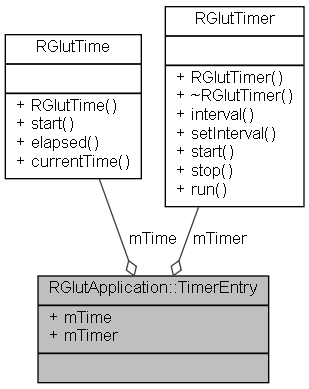 RGlutTime
+ RGlutTime()
+ start()
+ elapsed()
+ currentTime()
RGlutTimer
+ RGlutTimer()
+ ~RGlutTimer()
+ interval()
+ setInterval()
+ start()
+ stop()
+ run()
mTime
mTimer
RGlutApplication::TimerEntry
+ mTime
+ mTimer